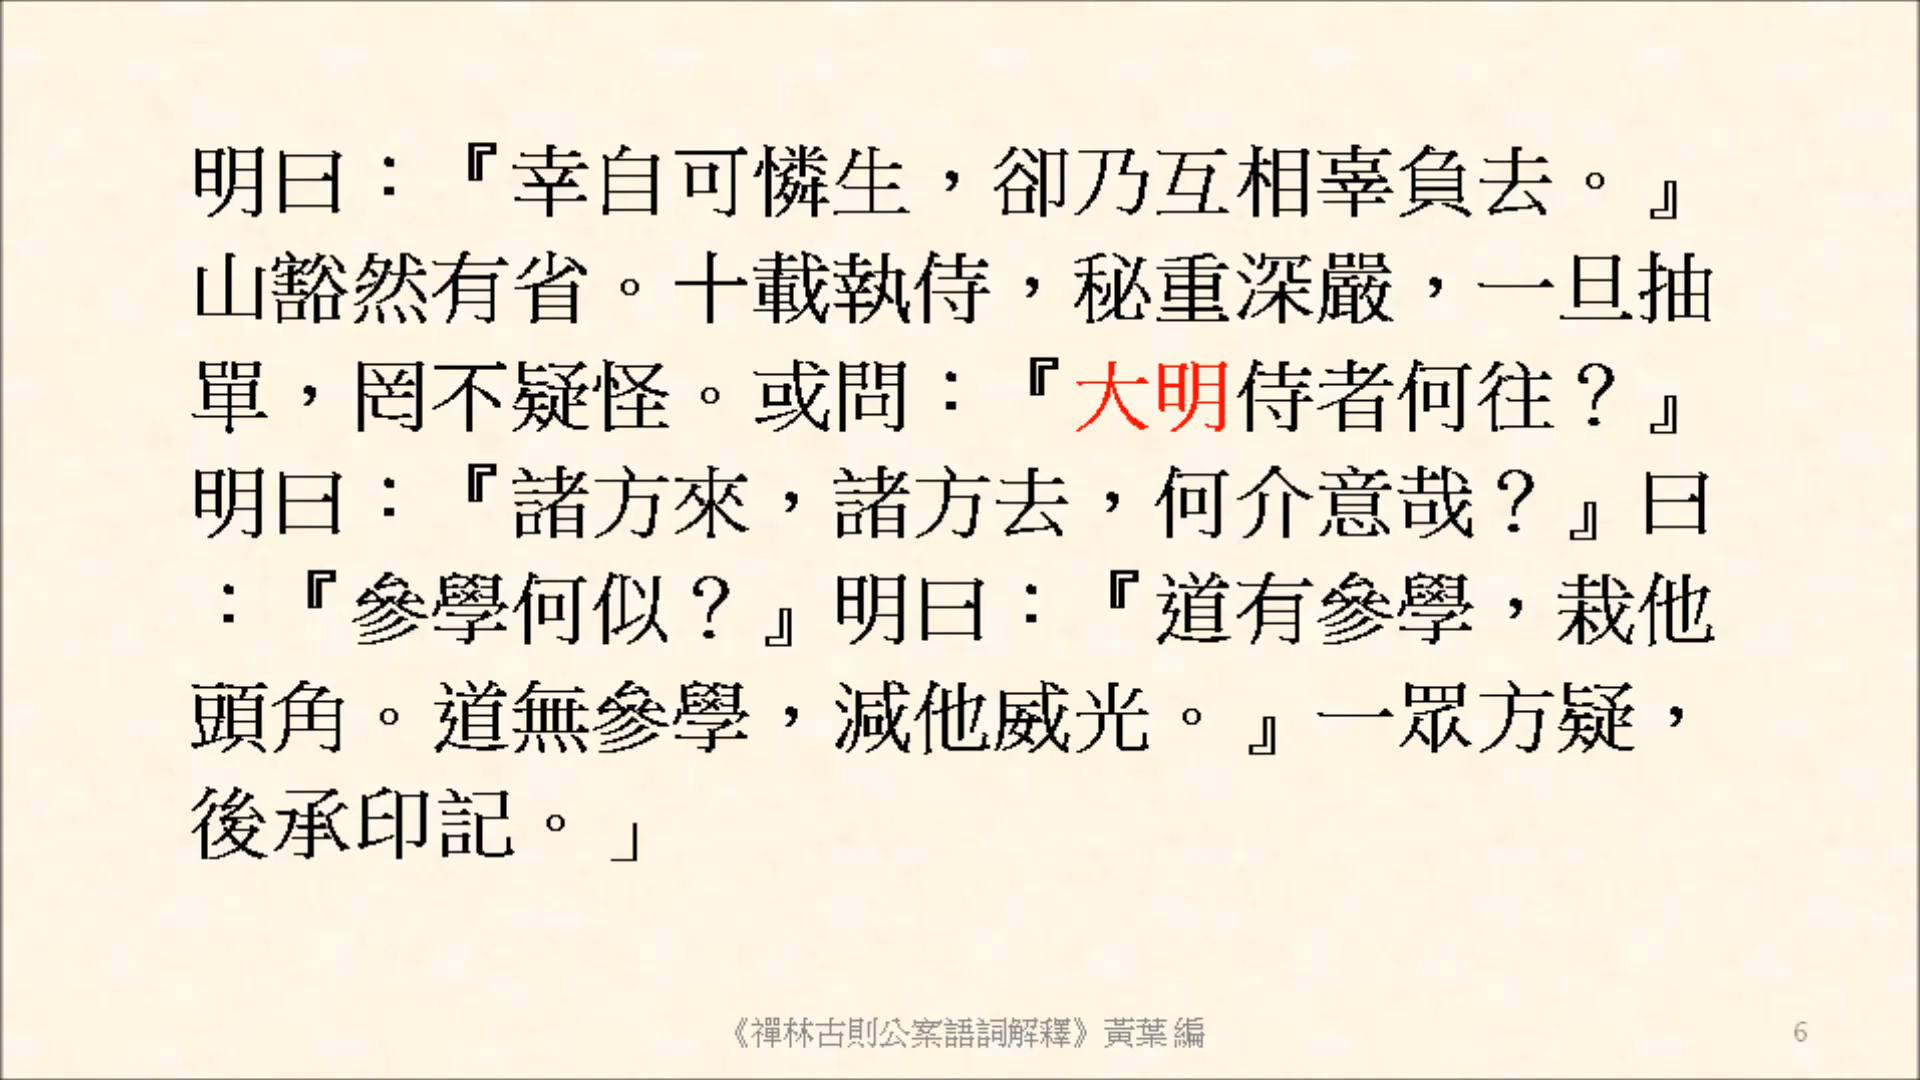 明曰：『幸自可憐生，卻乃互相辜負去。』
山豁然有省。十載執侍，秘重深嚴，一旦抽
單，罔不疑怪。或問：『大明侍者何往？』
明曰：『諸方來，諸方去，何介意哉？』曰
：『參學何似？』明曰：『道有參學，栽他
頭角。道無參學，減他威光。』一眾方疑，
後承印記。」
《禪林古則公案語詞解釋》黃葉 編
6